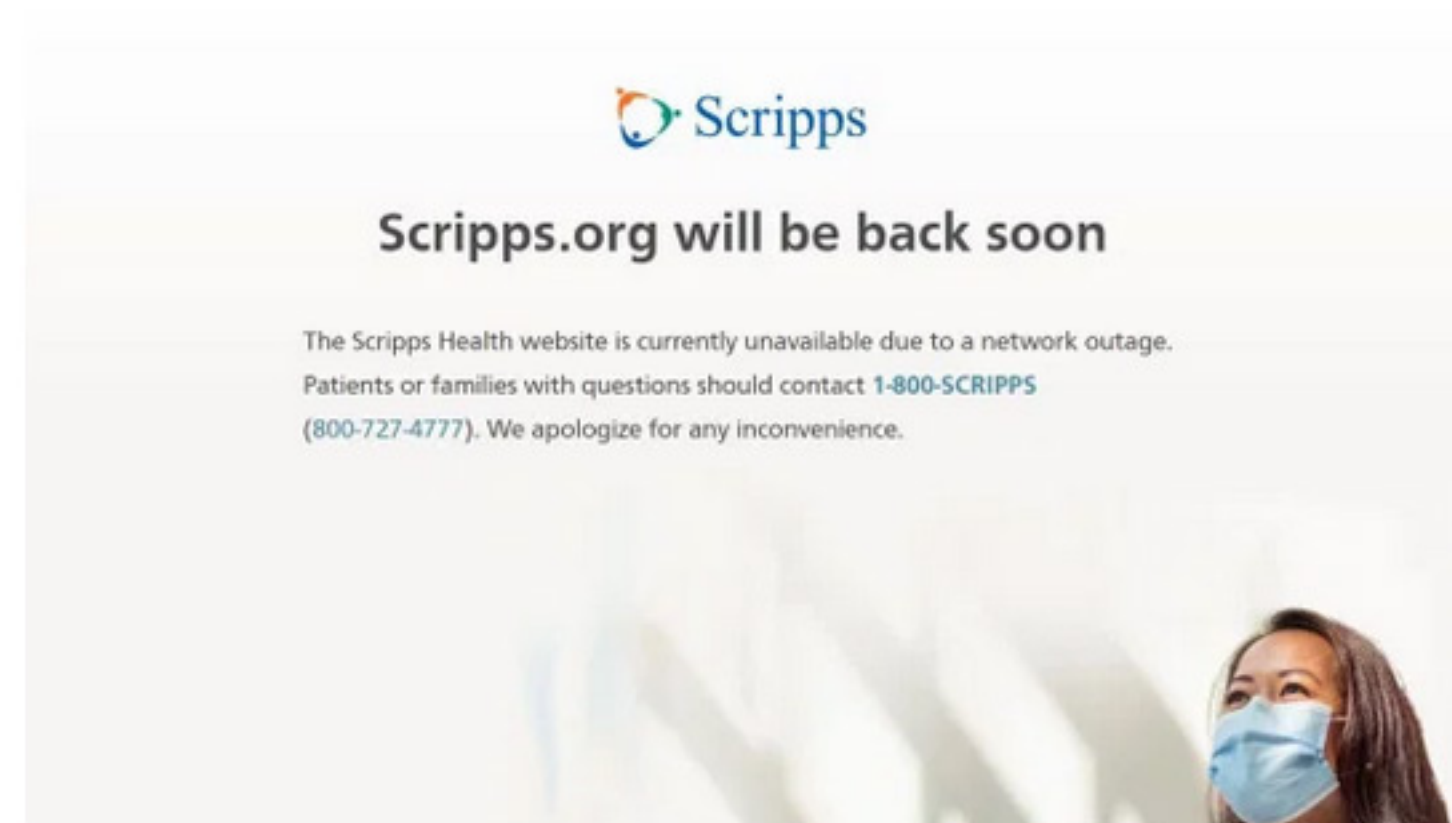 Scripps
Scripps.org will be back soon
The Scripps Health website is currently unavailable due to a network outage.
Patients or families with questions should contact 1-800-SCRIPPS
(800-727-4777). We apologize for any inconvenience.